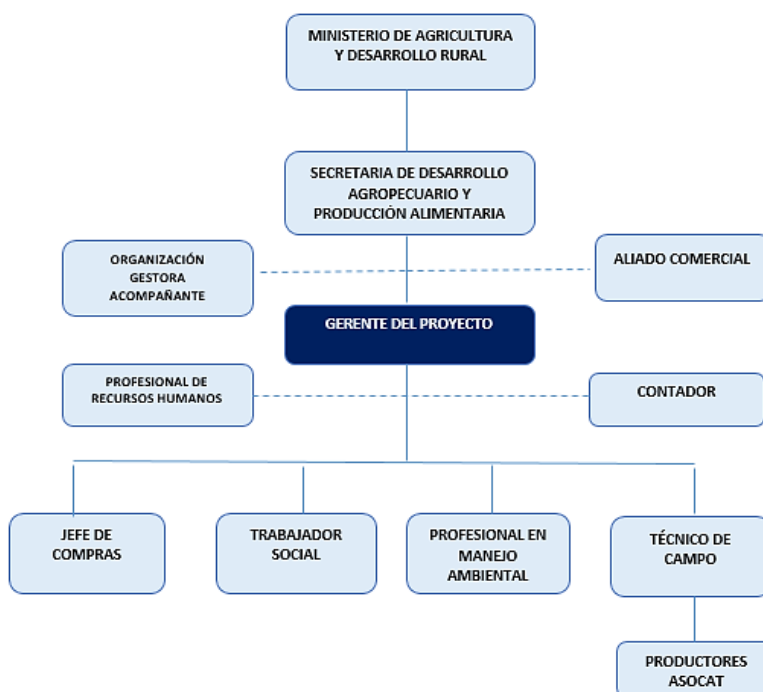 MINISTERIO DE AGRICULTURA
Y DESARROLLO RURAL
SECRETARIA DE DESARROLLO
AGROPECUARIO Y
PRODUCCIÓN ALIMENTARIA
ORGANIZACIÓN
GESTORA
ACOMPAÑANTE
ALIADO COMERCIAL
GERENTE DEL PROYECTO
PROFESIONAL DE
RECURSOS HUMANOS
CONTADOR
JEFE DE
COMPRAS
TRABAJADOR
SOCIAL
PROFESIONAL EN
MANEJO
AMBIENTAL
TÉCNICO DE
CAMPO
PRODUCTORES
ASOCAT